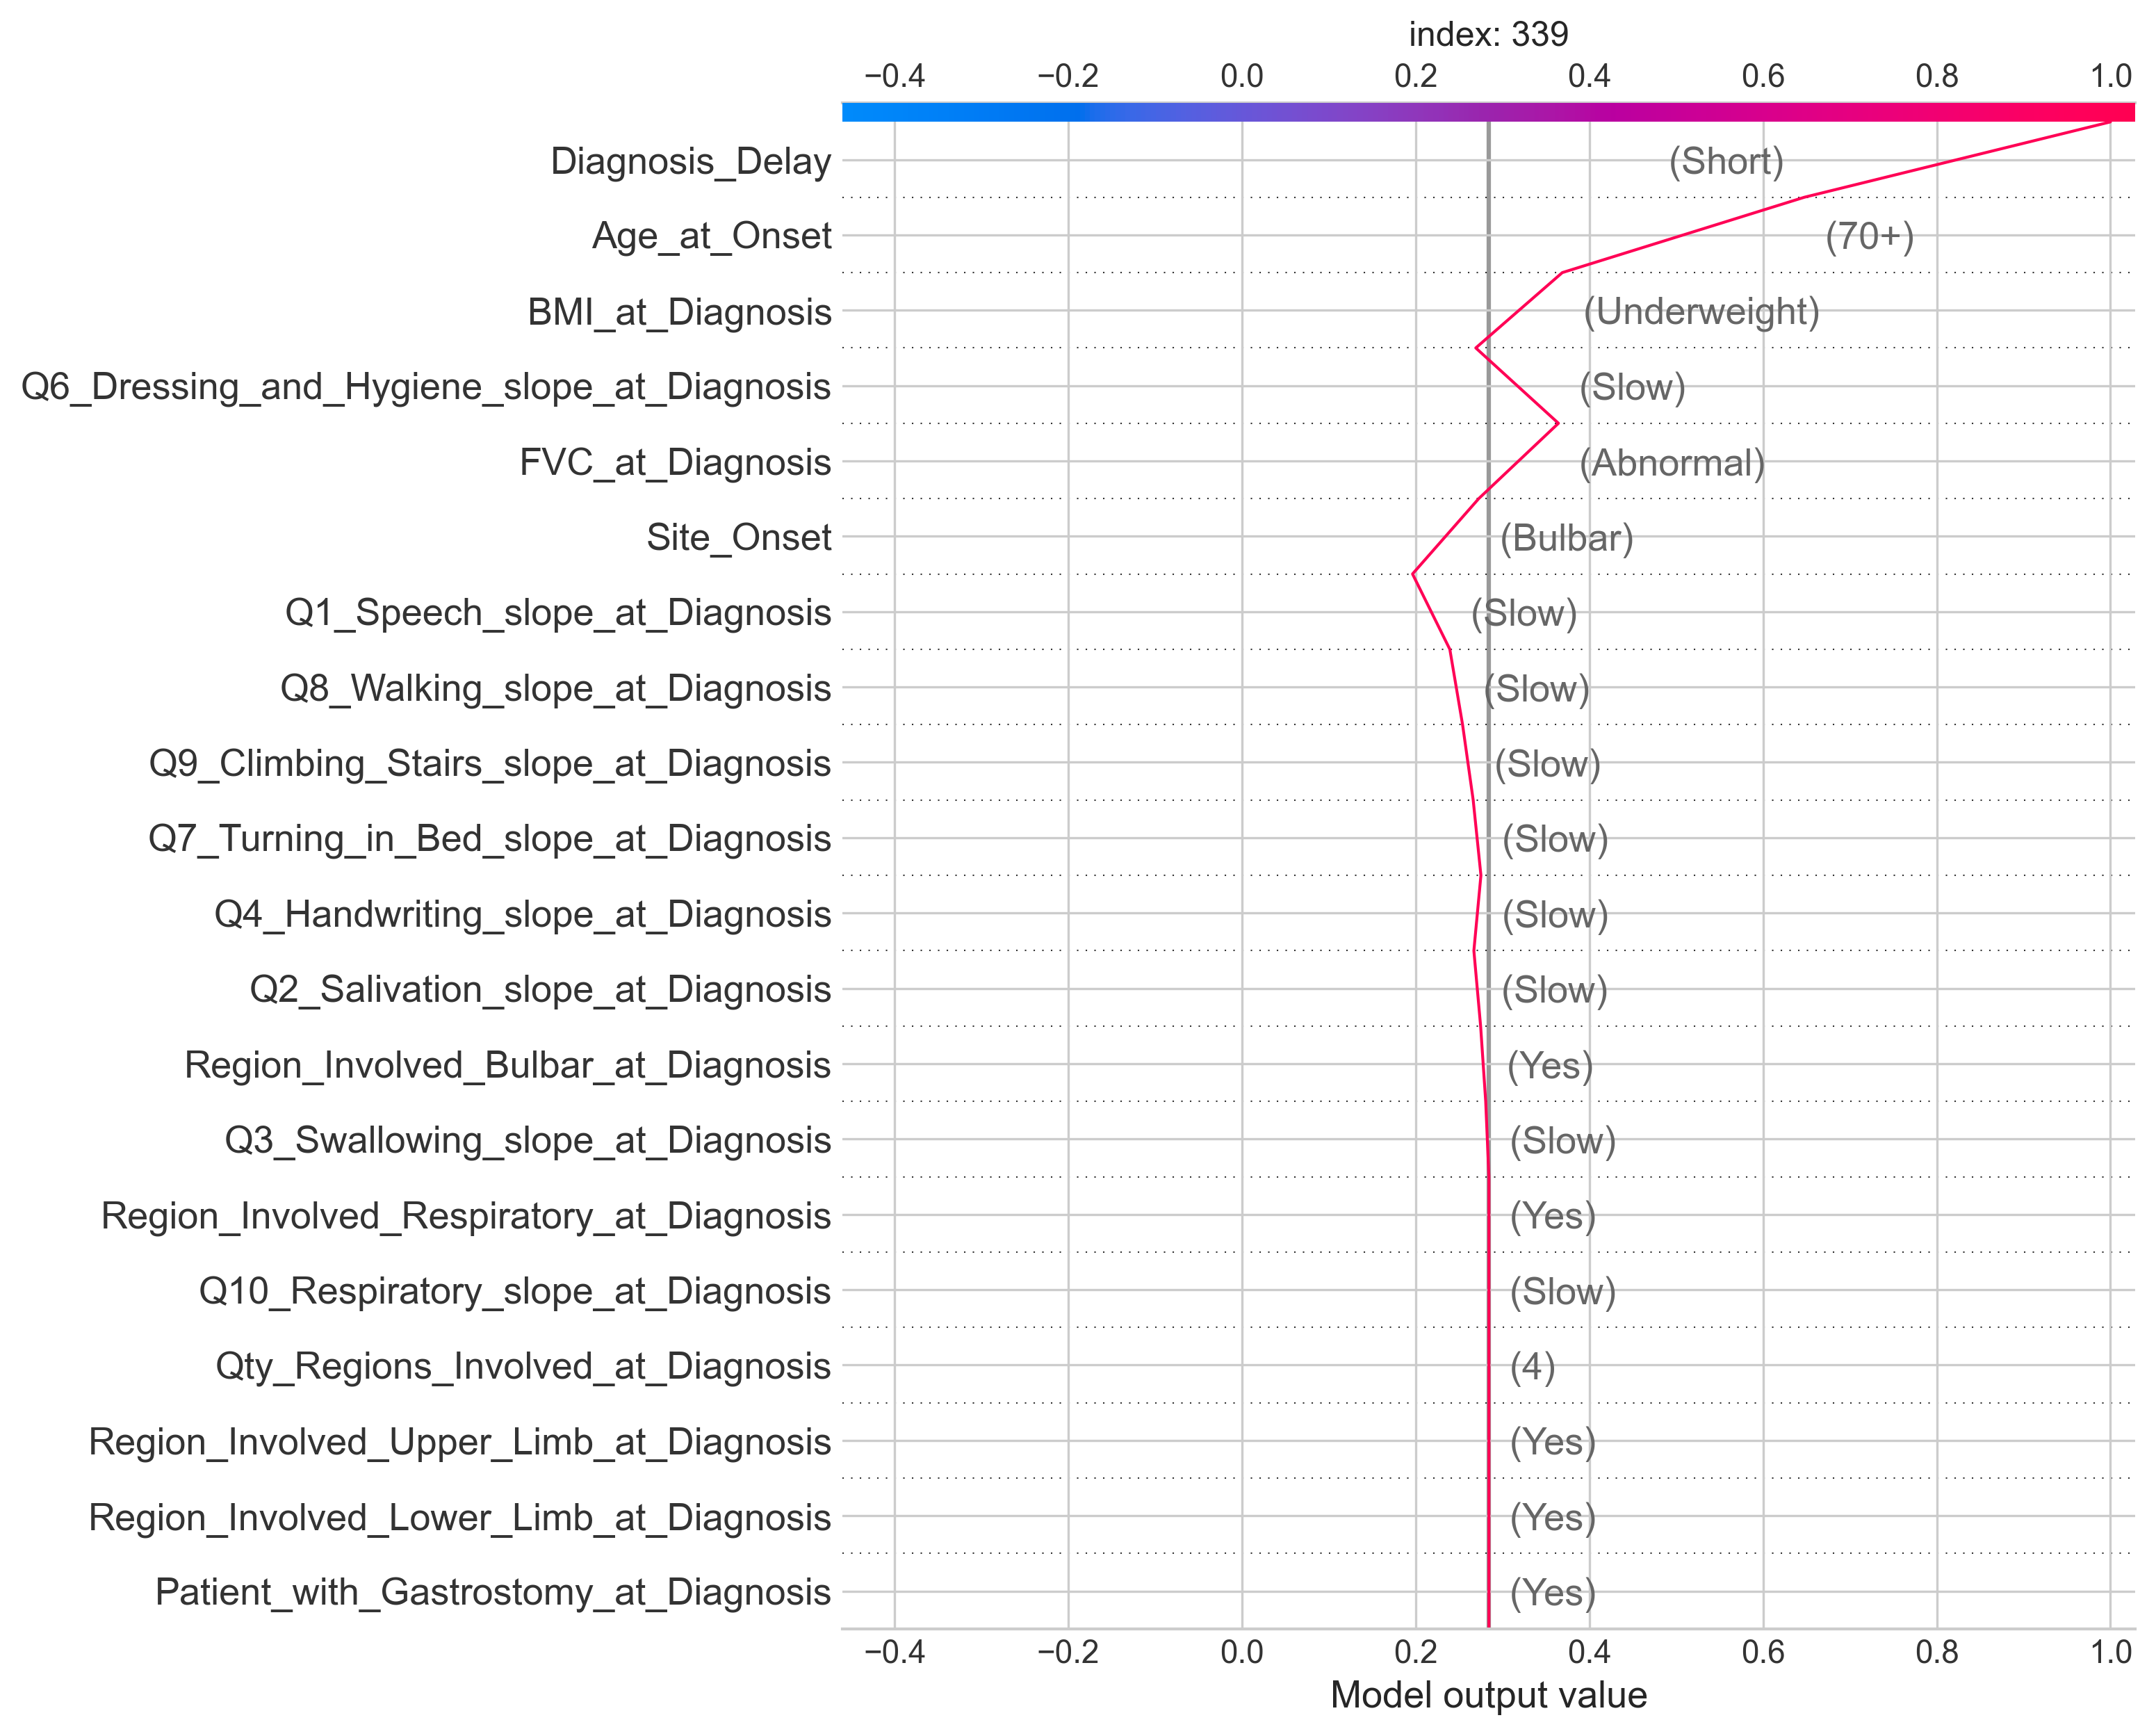 index: 339
−0.4 −0.2 0.0 0.2 0.4 0.6 0.8 1.0
Diagnosis_Delay (Short)
Age_at_Onset (70+)
BMI_at_Diagnosis (Underweight)
Q6_Dressing_and_Hygiene_slope_at_Diagnosis (Slow)
FVC_at_Diagnosis (Abnormal)
Site_Onset (Bulbar)
Q1_Speech_slope_at_Diagnosis (Slow)
Q8_Walking_slope_at_Diagnosis (Slow)
Q9_Climbing_Stairs_slope_at_Diagnosis (Slow)
Q7_Turning_in_Bed_slope_at_Diagnosis (Slow)
Q4_Handwriting_slope_at_Diagnosis (Slow)
Q2_Salivation_slope_at_Diagnosis (Slow)
Region_Involved_Bulbar_at_Diagnosis (Yes)
Q3_Swallowing_slope_at_Diagnosis (Slow)
Region_Involved_Respiratory_at_Diagnosis (Yes)
Q10_Respiratory_slope_at_Diagnosis (Slow)
Qty_Regions_Involved_at_Diagnosis (4)
Region_Involved_Upper_Limb_at_Diagnosis (Yes)
Region_Involved_Lower_Limb_at_Diagnosis (Yes)
Patient_with_Gastrostomy_at_Diagnosis (Yes)
−0.4 −0.2 0.0 0.2 0.4 0.6 0.8 1.0
Model output value